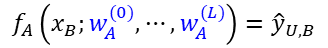 f_A (x_B; w_A^{(0)}, ⋯, w_A^{(L)}) = ŷ_{U,B}